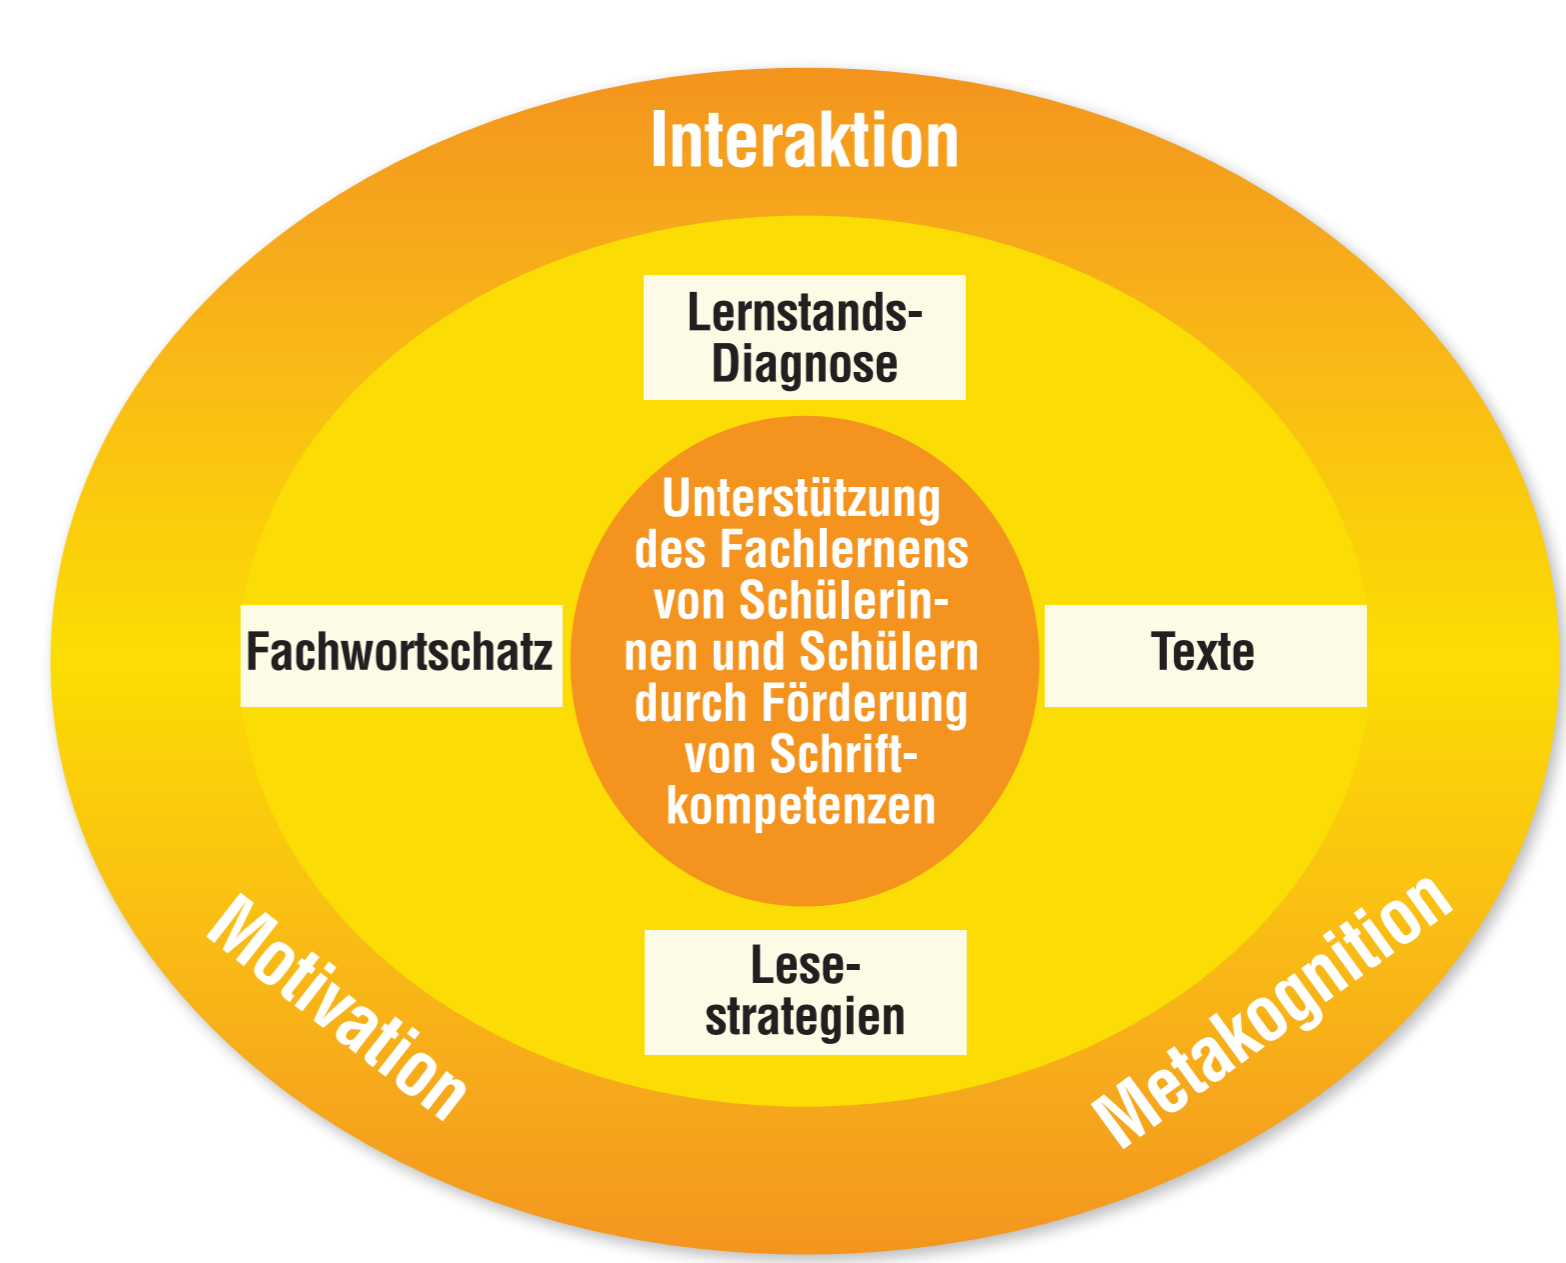 Interaktion
Lernstands-
Diagnose
Unterstützung
des Fachlernens
von Schülerin-
nen und Schülern
durch Förderung
von Schrift-
kompetenzen
Fachwortschatz
Texte
Lese-
strategien
Motivation
Metakognition